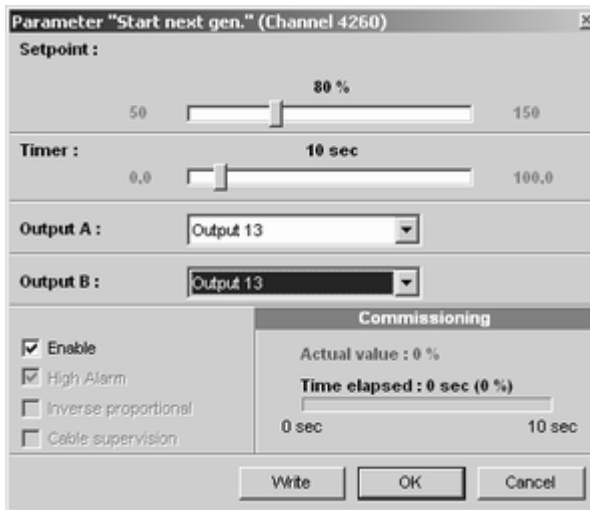 Parameter "Start next gen." (Channel 4260)
Setpoint :
80 %
50 150
Timer : 10 sec
0,0 100,0
Output A : Output 13
Output B : Output 13
Commissioning
Enable
High Alarm
Inverse proportional
Cable supervision
Actual value : 0 %
Time elapsed : 0 sec (0 %)
0 sec 10 sec
Write OK Cancel